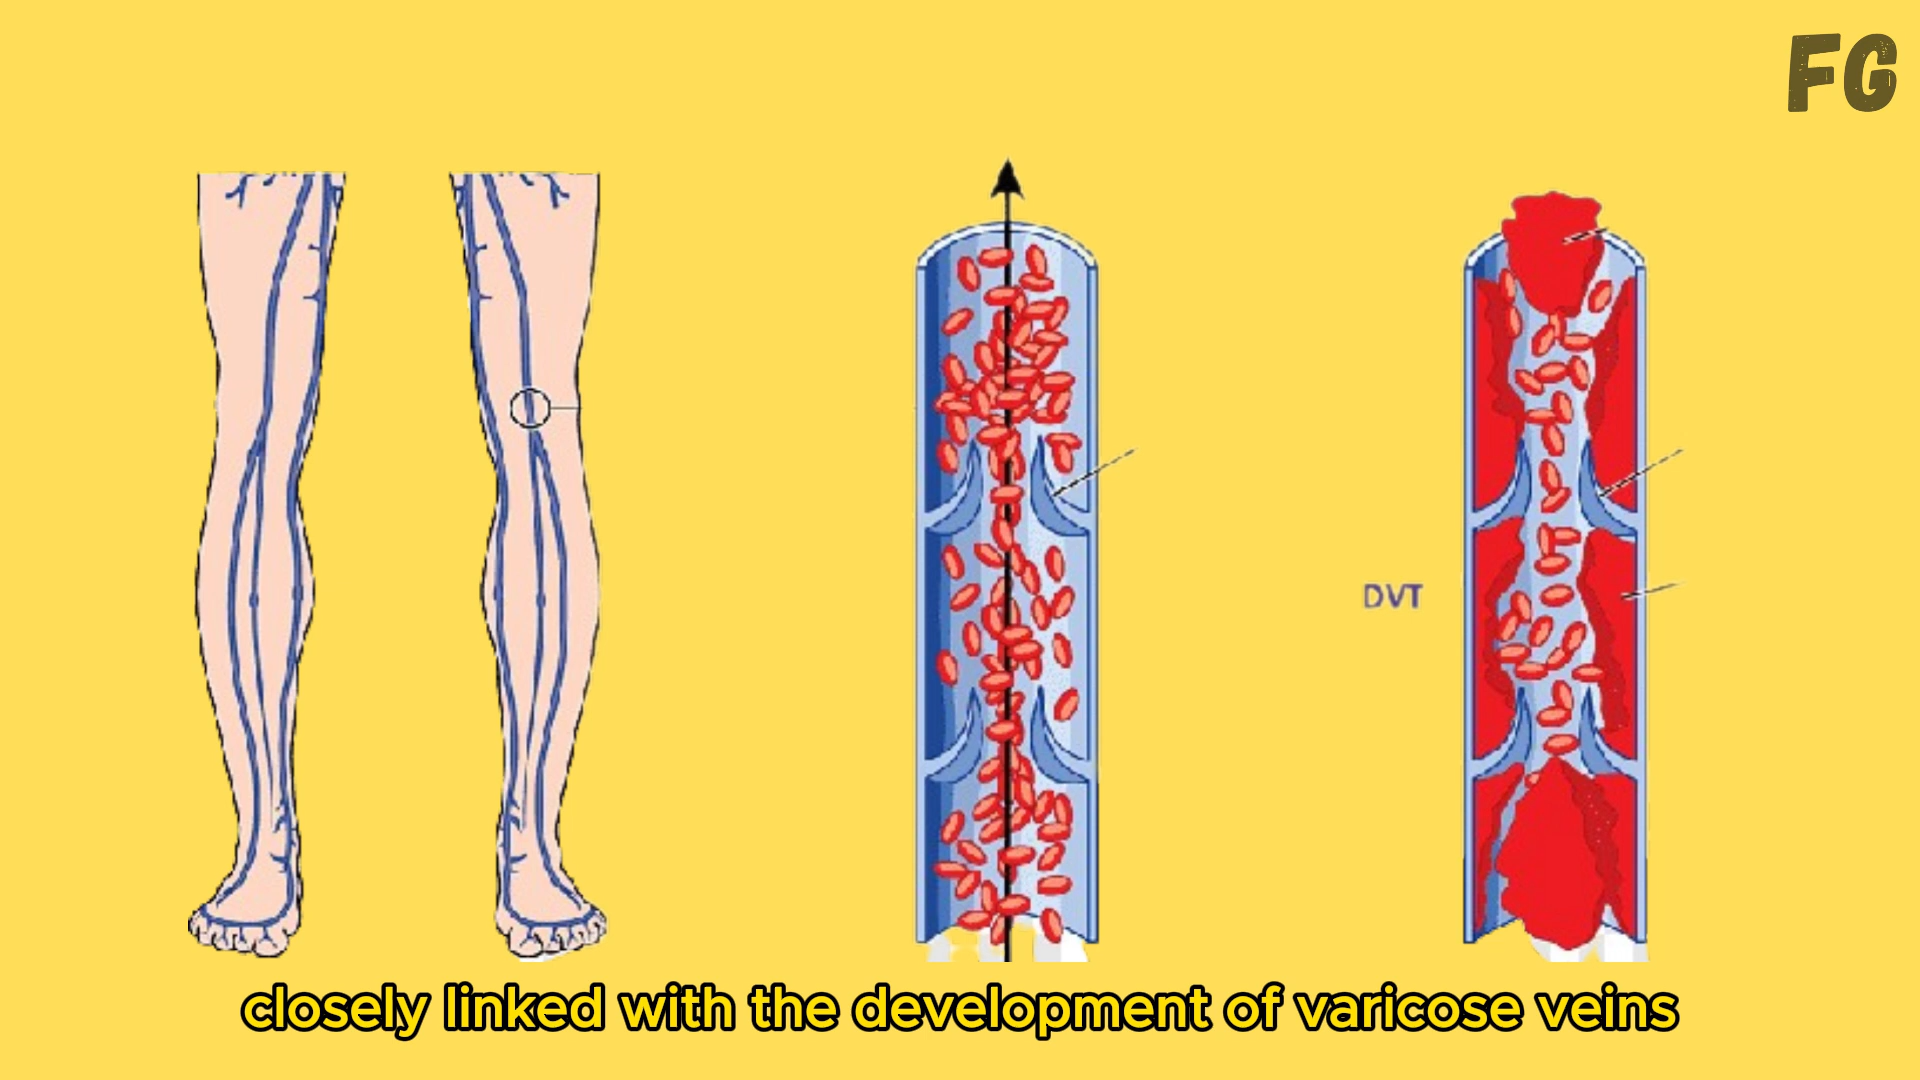 FG
DVT
closely linked with the development of varicose veins